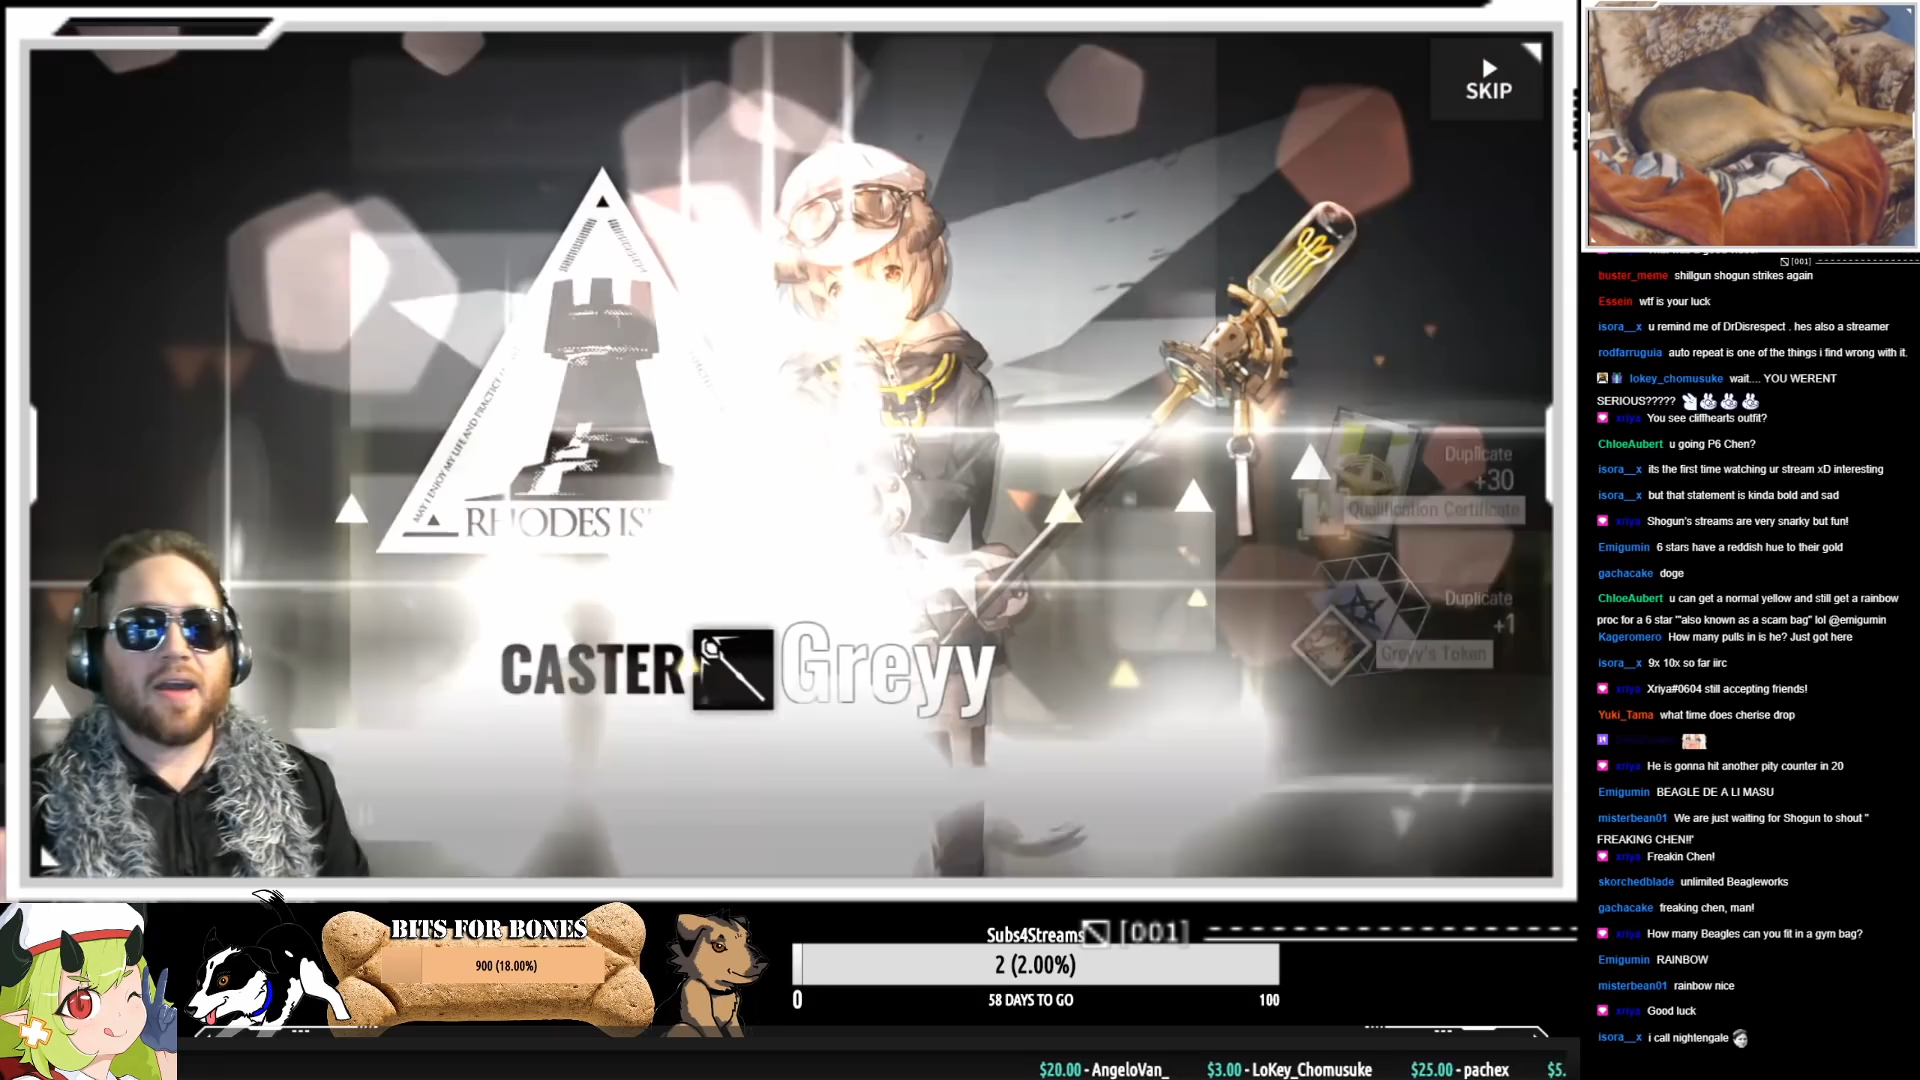 SKIP
MAY I ENJOY MY LIFE AND PRACTICE
RHODES IS
Duplicate
+30
Qualification Certificate
Duplicate
+1
Greyy's Token
CASTER Greyy
[001]
buster_meme shillgun shogun strikes again
Essein wtf is your luck
isora__x u remind me of DrDisrespect . hes also a streamer
rodfarruguia auto repeat is one of the things i find wrong with it.
lokey_chomusuke wait.... YOU WERENT
SERIOUS?????
xriya You see cliffhearts outfit?
ChloeAubert u going P6 Chen?
isora__x its the first time watching ur stream xD interesting
isora__x but that statement is kinda bold and sad
xriya Shogun's streams are very snarky but fun!
Emigumin 6 stars have a reddish hue to their gold
gachacake doge
ChloeAubert u can get a normal yellow and still get a rainbow
proc for a 6 star '"also known as a scam bag" lol @emigumin
Kageromero How many pulls in is he? Just got here
isora__x 9x 10x so far iirc
xriya Xriya#0604 still accepting friends!
Yuki_Tama what time does cherise drop
xriya He is gonna hit another pity counter in 20
Emigumin BEAGLE DE A LI MASU
misterbean01 We are just waiting for Shogun to shout "
FREAKING CHEN!!'
xriya Freakin Chen!
skorchedblade unlimited Beagleworks
gachacake freaking chen, man!
xriya How many Beagles can you fit in a gym bag?
Emigumin RAINBOW
misterbean01 rainbow nice
xriya Good luck
isora__x i call nightengale
BITS FOR BONES
900 (18.00%)
Subs4Streams [001]
2 (2.00%)
0 58 DAYS TO GO 100
$20.00 - AngeloVan_ $3.00 - LoKey_Chomusuke $25.00 - pachex $5.